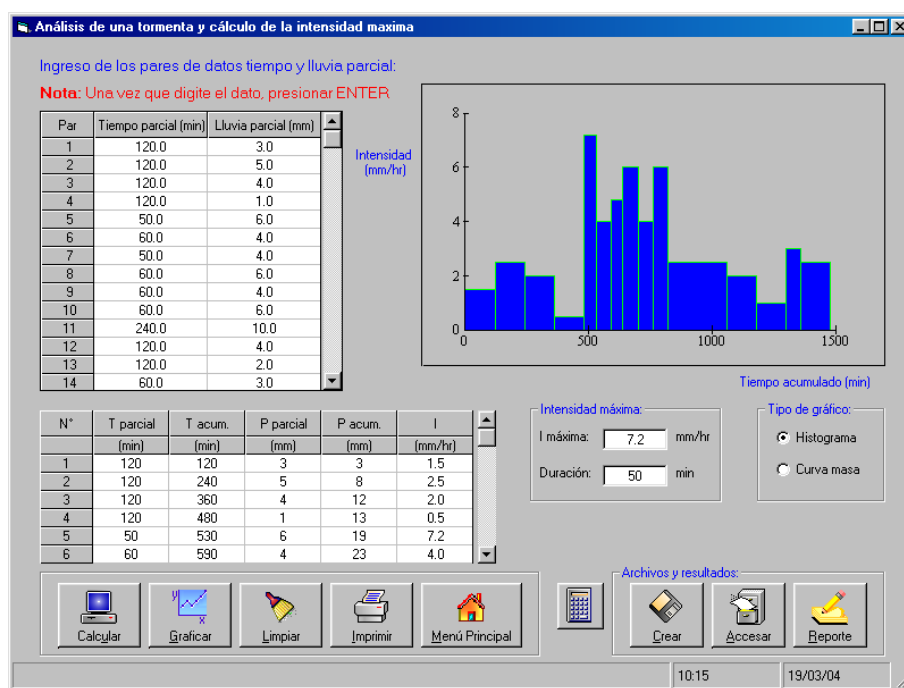 Análisis de una tormenta y cálculo de la intensidad maxima
Ingreso de los pares de datos tiempo y lluvia parcial:
Nota: Una vez que digite el dato, presionar ENTER
Par Tiempo parcial (min) Lluvia parcial (mm)
1 120.0 3.0
2 120.0 5.0
3 120.0 4.0
4 120.0 1.0
5 50.0 6.0
6 60.0 4.0
7 50.0 4.0
8 60.0 6.0
9 60.0 4.0
10 60.0 6.0
11 240.0 10.0
12 120.0 4.0
13 120.0 2.0
14 60.0 3.0
Intensidad
(mm/hr)
8
6
4
2
0
0 500 1000 1500
Tiempo acumulado (min)
N° T parcial T acum. P parcial P acum. I
(min) (min) (mm) (mm) (mm/hr)
1 120 120 3 3 1.5
2 120 240 5 8 2.5
3 120 360 4 12 2.0
4 120 480 1 13 0.5
5 50 530 6 19 7.2
6 60 590 4 23 4.0
Intensidad máxima:
I máxima: 7.2 mm/hr
Duración: 50 min
Tipo de gráfico:
Histograma
Curva masa
Calcular
y
x
Graficar
Limpiar
Imprimir
Menú Principal
Archivos y resultados:
Crear
Accesar
Reporte
10:15 19/03/04